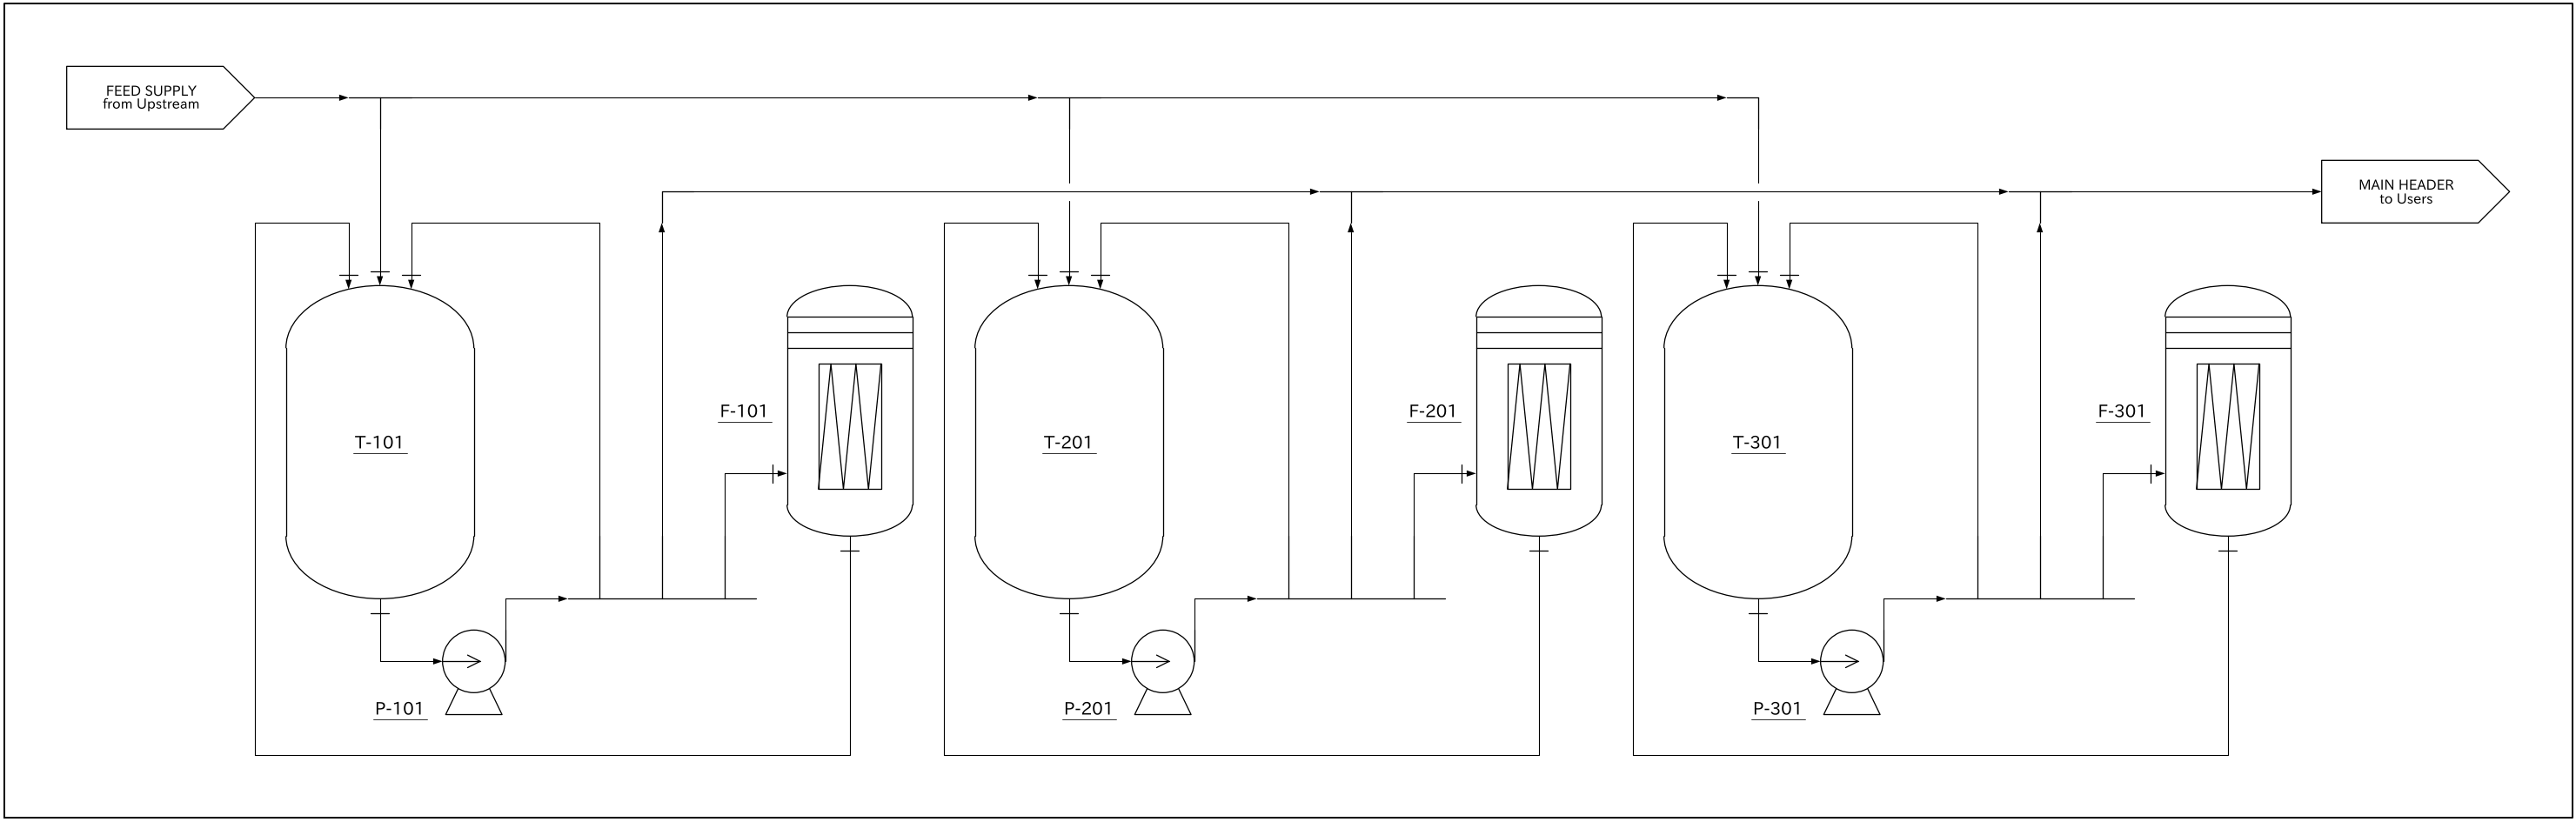 FEED SUPPLY
from Upstream
MAIN HEADER
to Users
F-101
F-201
F-301
T-101
T-201
T-301
P-101
P-201
P-301